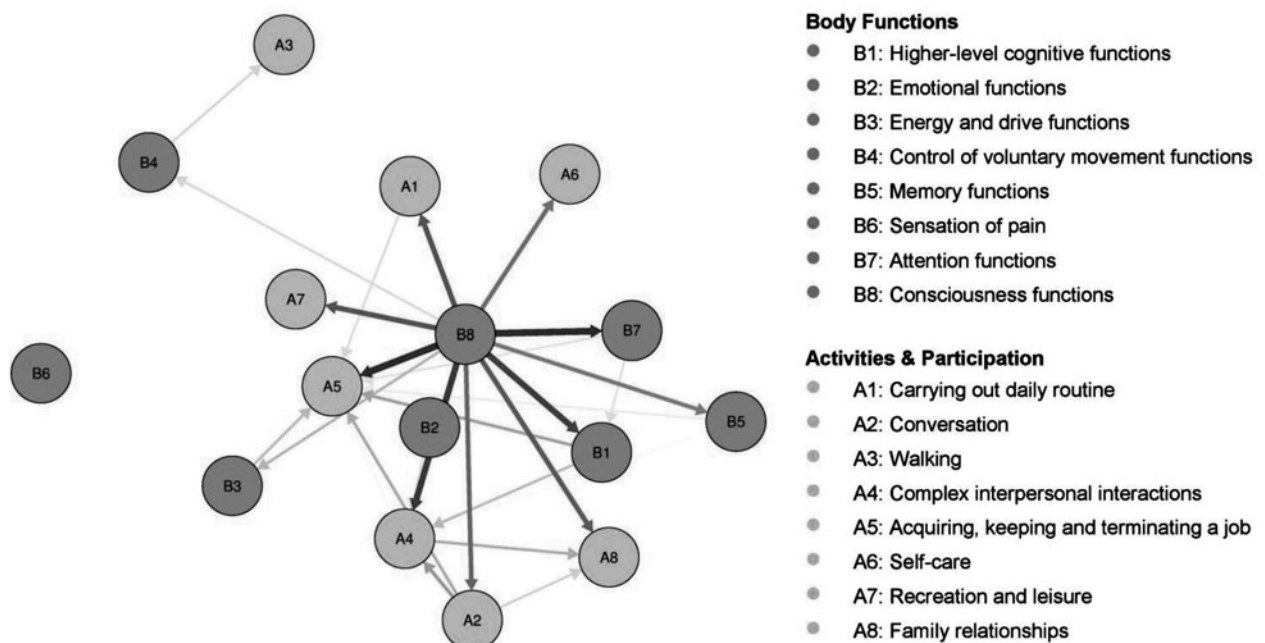 A3
B4
A1
A6
A7
B8
B7
B6
A5
B2
B5
B1
B3
A4
A8
A2
Body Functions
B1: Higher-level cognitive functions
B2: Emotional functions
B3: Energy and drive functions
B4: Control of voluntary movement functions
B5: Memory functions
B6: Sensation of pain
B7: Attention functions
B8: Consciousness functions
Activities & Participation
A1: Carrying out daily routine
A2: Conversation
A3: Walking
A4: Complex interpersonal interactions
A5: Acquiring, keeping and terminating a job
A6: Self-care
A7: Recreation and leisure
A8: Family relationships